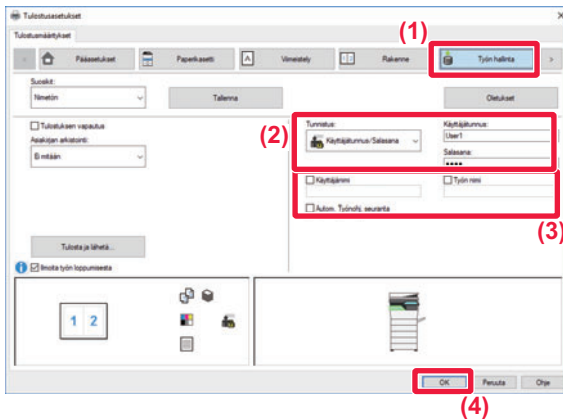 Tulostusasetukset
Tulostusmääritykset
(1)
Pääasetukset
Paperikasetti
Viimeistely
Rakenne
Työn hallinta
Suosikit:
Nimetön
Tallenna
Oletukset
Tulostuksen vapautus
Asiakirjan arkistointi:
Ei mitään
(2)
Tunnistus:
Käyttäjätunnus/Salasana
Käyttäjätunnus:
User1
Salasana:
••••
Käyttäjänimi
Työn nimi
Autom. Työnohj. seuranta
(3)
Tulosta ja lähetä...
Ilmoita työn loppumisesta
1 2
OK
Peruuta
Ohje
(4)